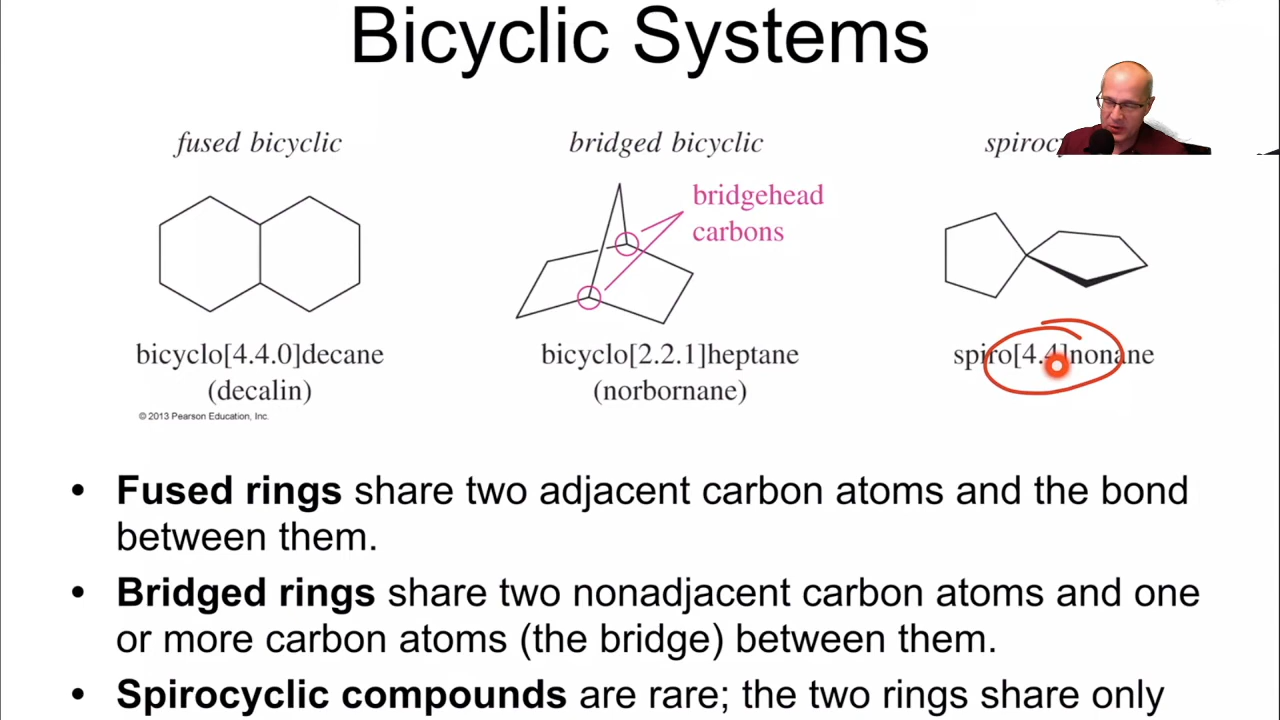 Bicyclic Systems
fused bicyclic
bridged bicyclic
bridgehead
carbons
bicyclo[4.4.0]decane
(decalin)
bicyclo[2.2.1]heptane
(norbornane)
spiro[4.4]nonane
© 2013 Pearson Education, Inc.
• Fused rings share two adjacent carbon atoms and the bond
between them.
• Bridged rings share two nonadjacent carbon atoms and one
or more carbon atoms (the bridge) between them.
• Spirocyclic compounds are rare; the two rings share only